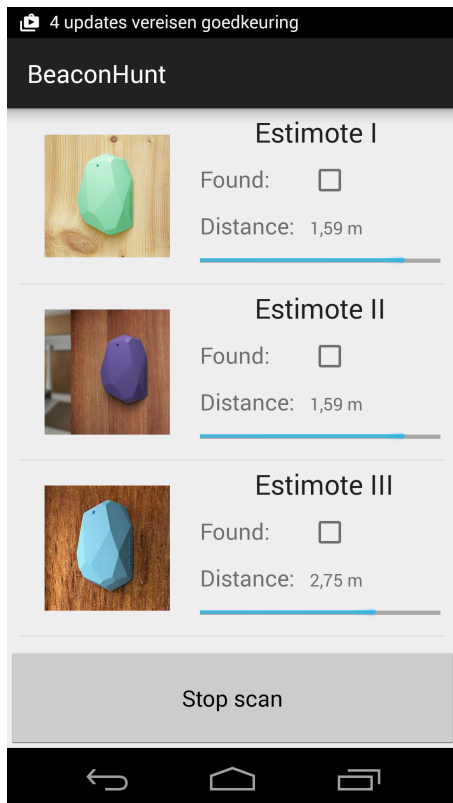 4 updates vereisen goedkeuring
BeaconHunt
Estimote I
Found:
Distance: 1,59 m
Estimote II
Found:
Distance: 1,59 m
Estimote III
Found:
Distance: 2,75 m
Stop scan